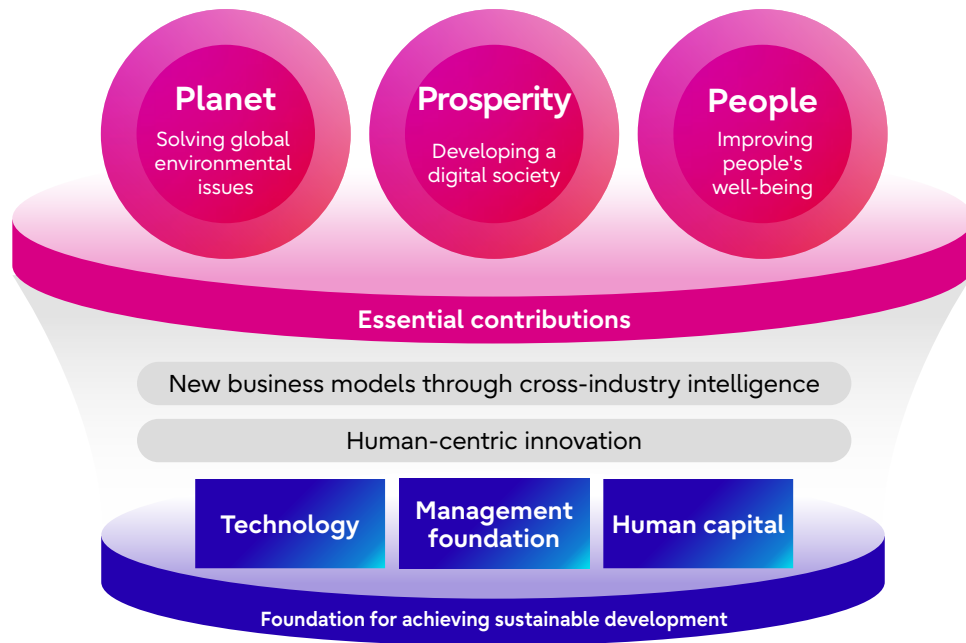 Planet
Solving global
environmental
issues
Prosperity
Developing a
digital society
People
Improving
people's
well-being
Essential contributions
New business models through cross-industry intelligence
Human-centric innovation
Technology
Management
foundation
Human capital
Foundation for achieving sustainable development